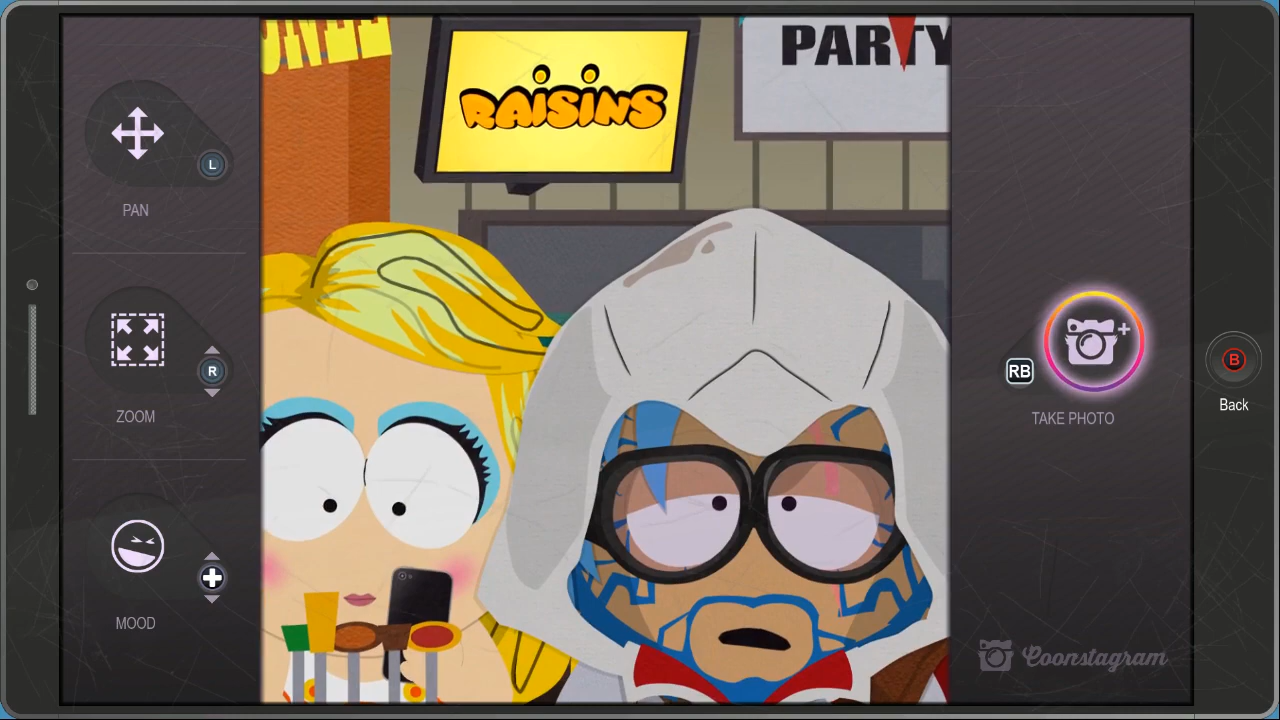 RAISINS
PARTY
L
PAN
R
ZOOM
MOOD
RB
TAKE PHOTO
B
Back
Coonstagram